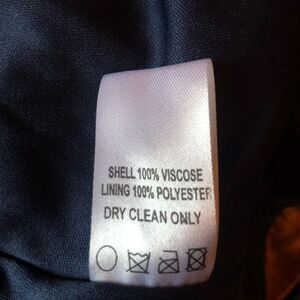 SHELL 100% VISCOSE
LINING 100% POLYESTER
DRY CLEAN ONLY